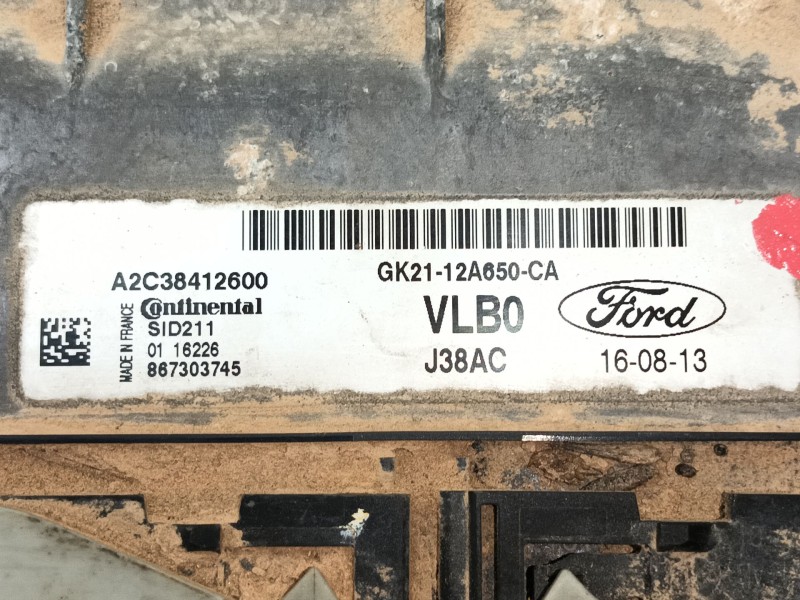 GK21-12A650-CA
A2C38412600
Continental
VLB0
Ford
SID211
MADE IN FRANCE
01 16226
867303745
J38AC
16-08-13